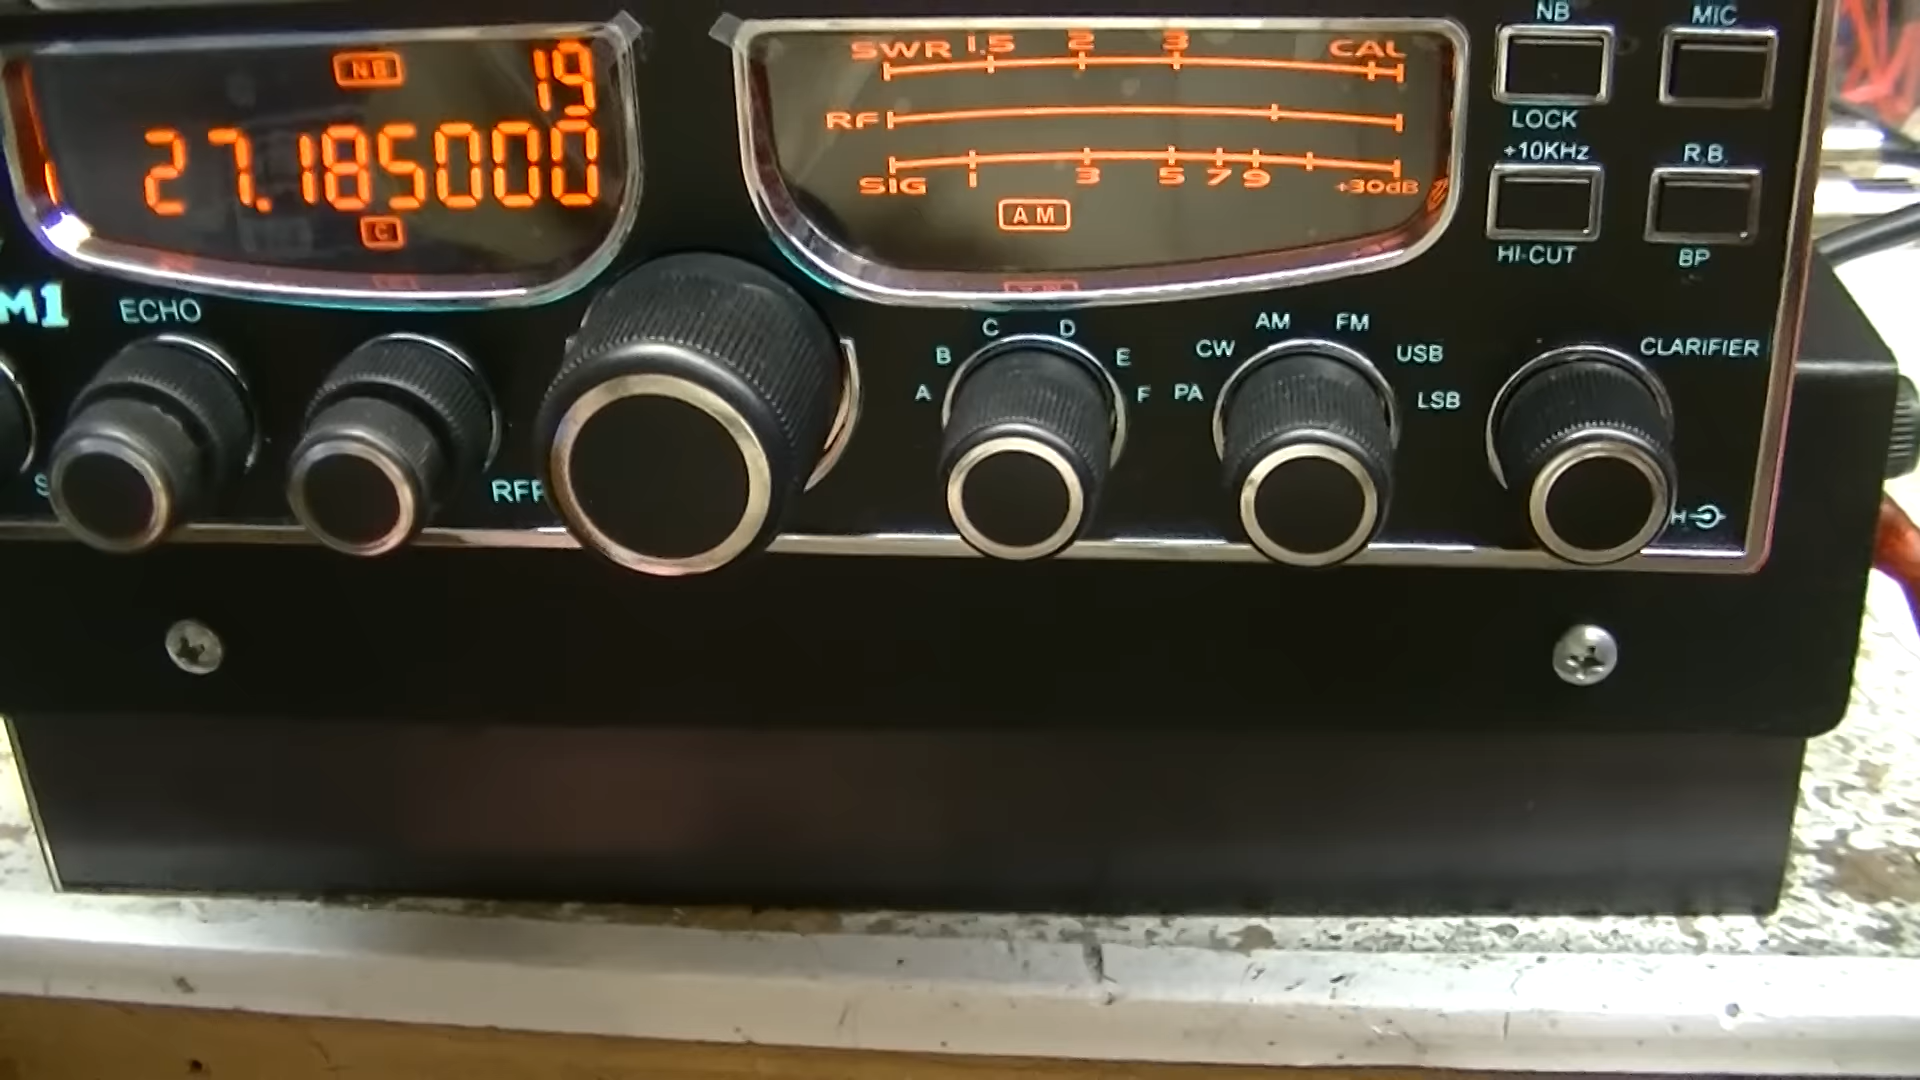 NB
19
27.185000
C
SWR 1.5 2 3 CAL
RF
SIG 1 3 5 7 9 +30dB
AM
NB
MIC
LOCK
+10KHz
R.B.
HI-CUT
BP
M1
ECHO
RFP
A B C D E F
PA CW AM FM USB LSB
CLARIFIER